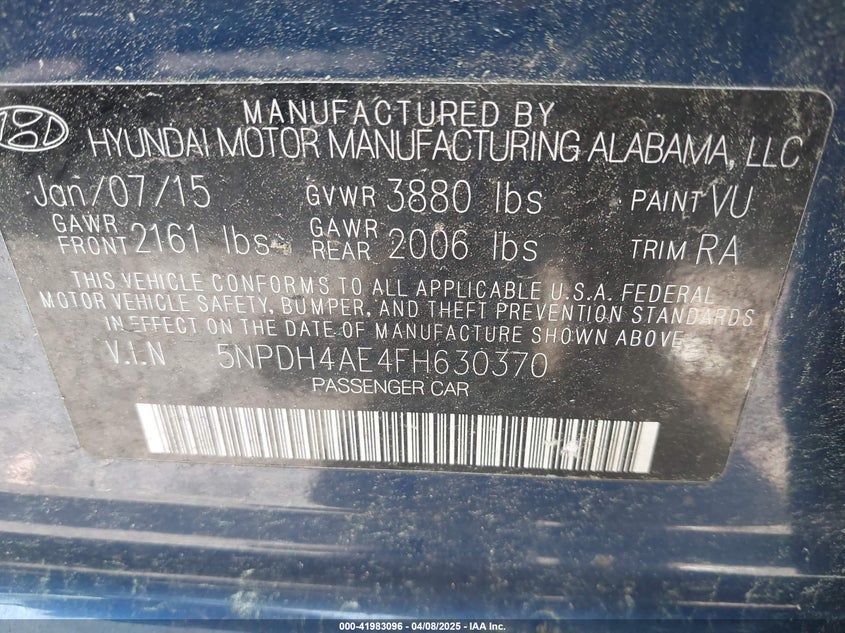 MANUFACTURED BY
HYUNDAI MOTOR MANUFACTURING ALABAMA, LLC
Jan/07/15 GVWR 3880 lbs PAINT VU
GAWR FRONT 2161 lbs GAWR REAR 2006 lbs TRIM RA
THIS VEHICLE CONFORMS TO ALL APPLICABLE U.S.A. FEDERAL
MOTOR VEHICLE SAFETY, BUMPER, AND THEFT PREVENTION STANDARDS
IN EFFECT ON THE DATE OF MANUFACTURE SHOWN ABOVE.
V.I.N 5NPDH4AE4FH630370
PASSENGER CAR
000-41983096 - 04/08/2025 - IAA Inc.